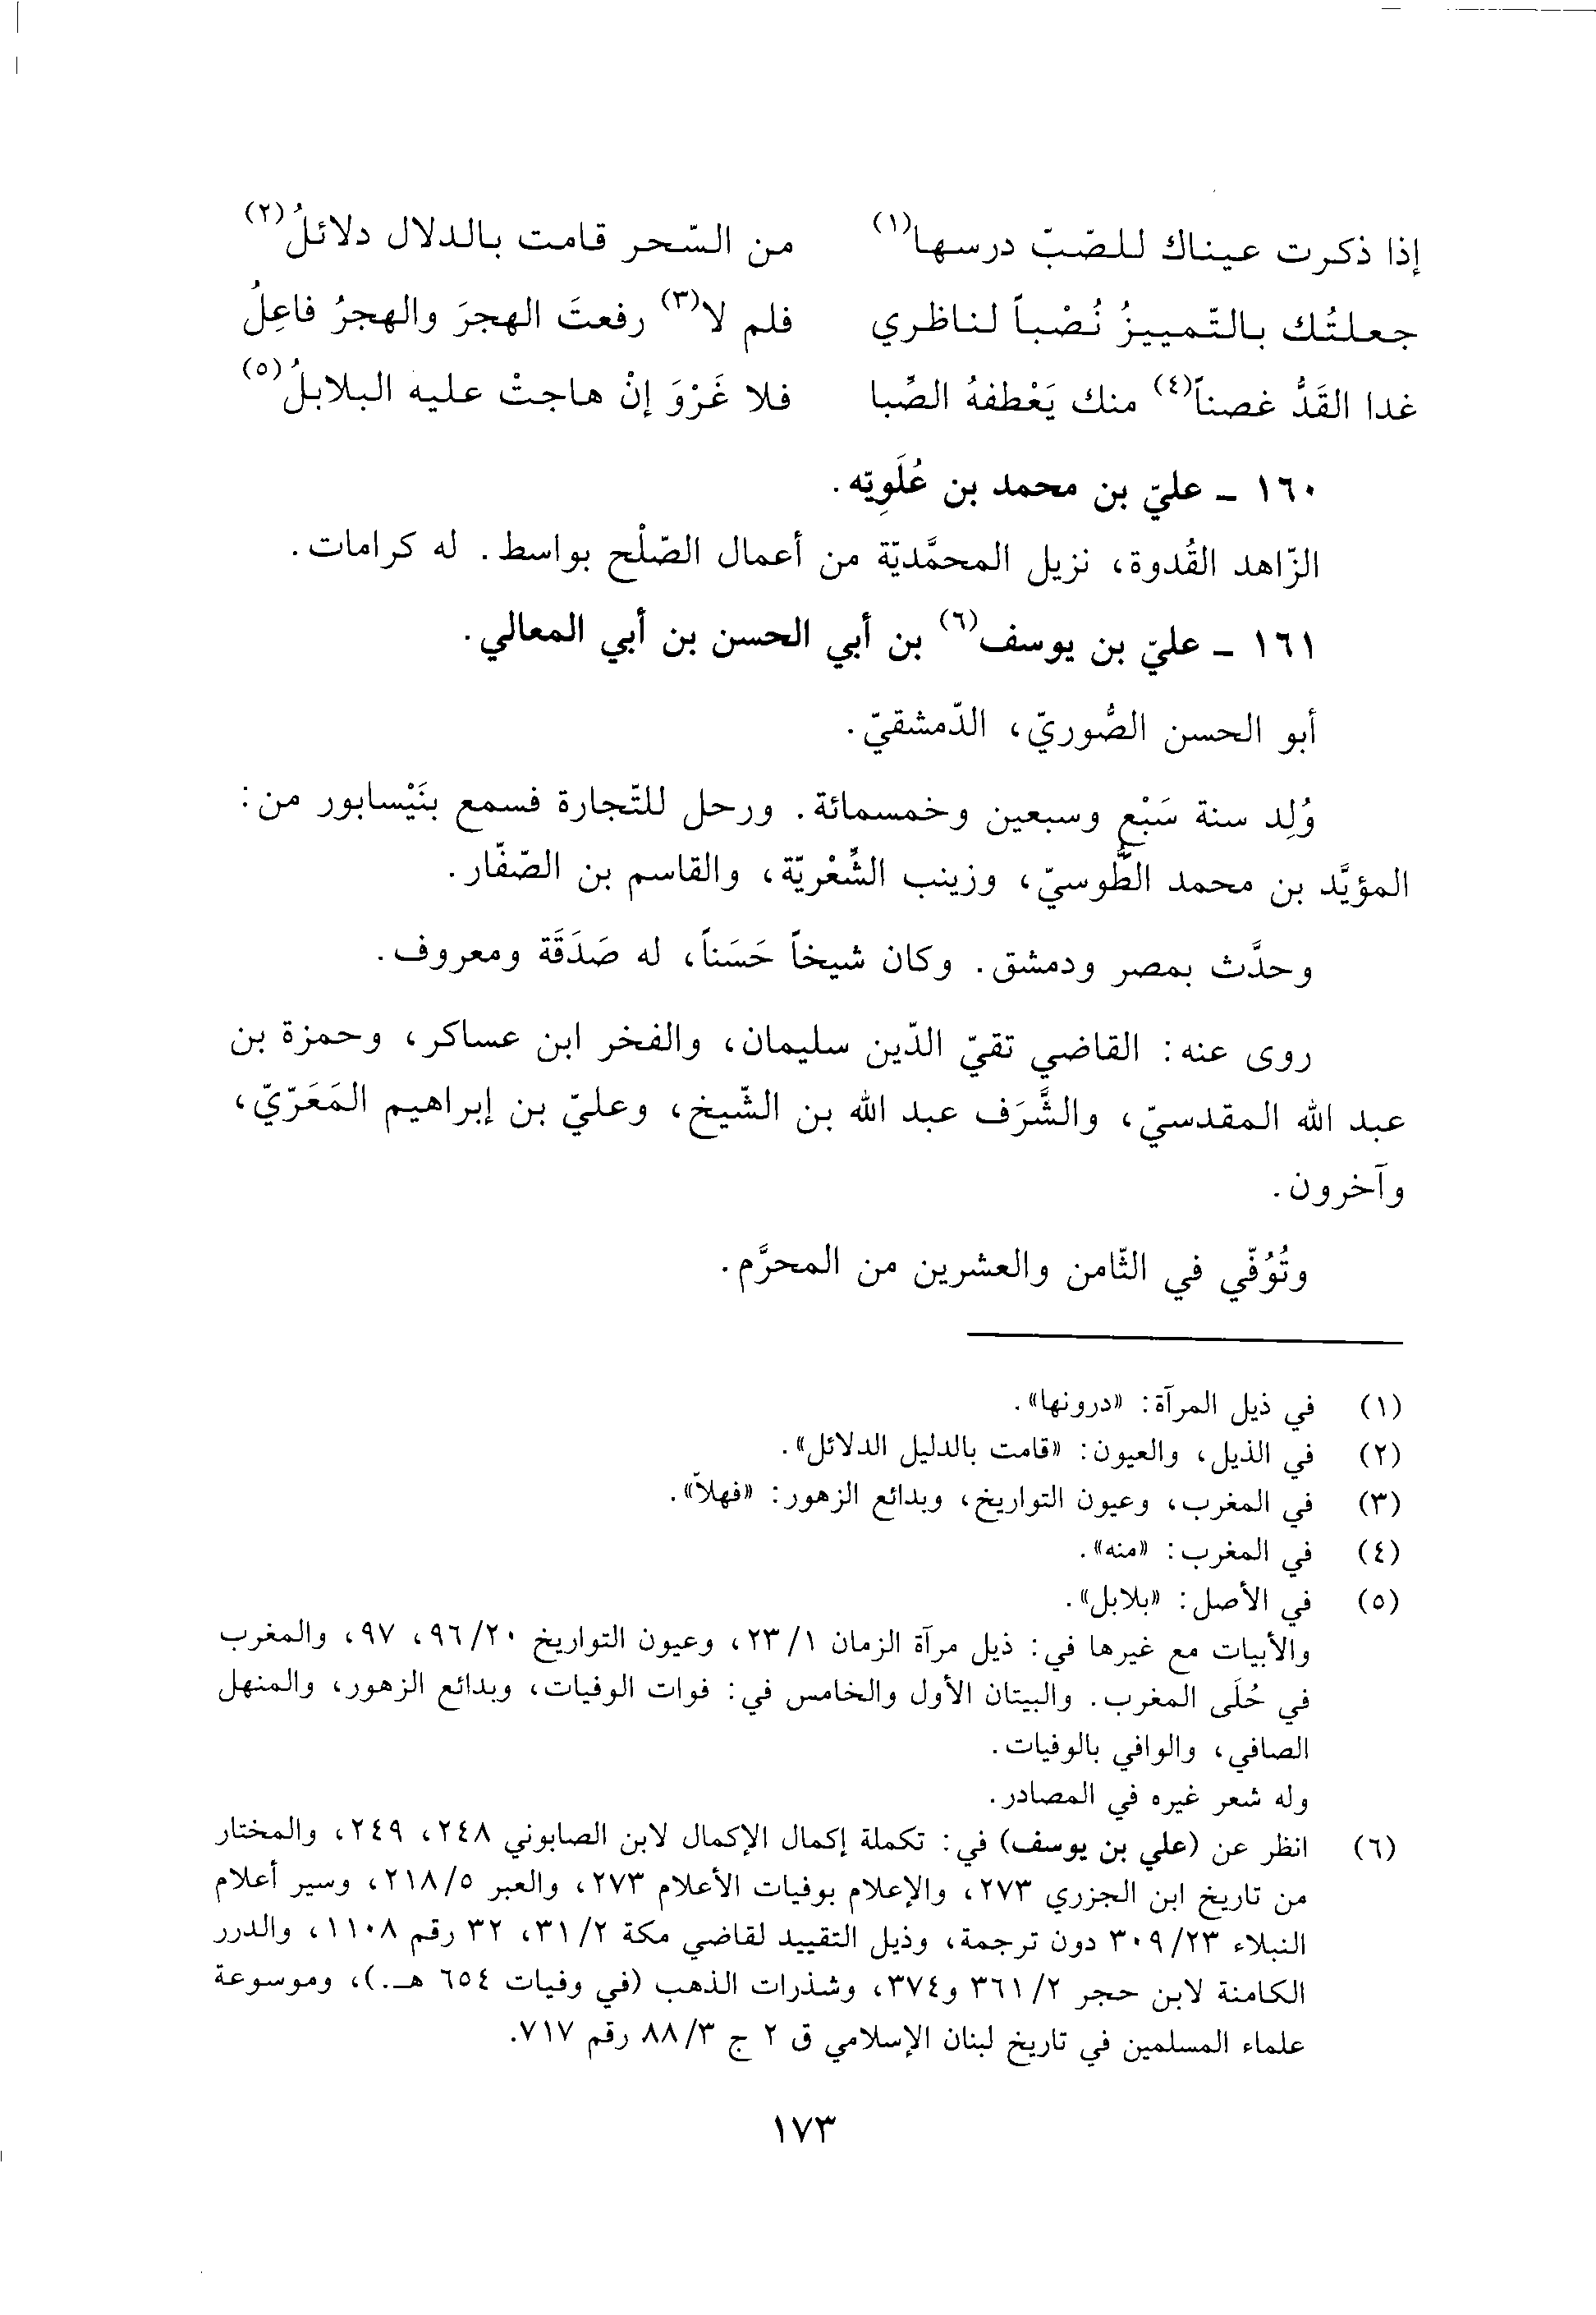 إذا ذكرت عيناك للصّبّ درسها(١) من السّحر قامت بالدلال دلائلُ(٢)
جعلتُك بالتّمييزُ نُصْباً لناظري فلم لا(٣) رفعتَ الهجرَ والهجرُ فاعِلُ
غدا القَدُّ غصناً(٤) منك يَعْطفهُ الصِّبا فلا غَرْوَ إنْ هاجتْ عليه البلابلُ(٥)
١٦٠ ـ عليّ بن محمد بن عُلَوِيّه.
الزّاهد القُدوة، نزيل المحمَّديّة من أعمال الصّلْح بواسط. له كرامات.
١٦١ ـ عليّ بن يوسف(٦) بن أبي الحسن بن أبي المعالي.
أبو الحسن الصُّوريّ، الدّمشقيّ.
وُلِد سنة سَبْعٍ وسبعين وخمسمائة. ورحل للتّجارة فسمع بنَيْسابور من:
المؤيَّد بن محمد الطُّوسيّ، وزينب الشِّعْريّة، والقاسم بن الصّفّار.
وحدَّث بمصر ودمشق. وكان شيخاً حَسَناً، له صَدَقَة ومعروف.
روى عنه: القاضي تقيّ الدّين سليمان، والفخر ابن عساكر، وحمزة بن
عبد الله المقدسيّ، والشَّرَف عبد الله بن الشّيخ، وعليّ بن إبراهيم المَعَرّيّ،
وآخرون.
وتُوُفّي في الثّامن والعشرين من المحرَّم.
(١) في ذيل المرآة: «درونها».
(٢) في الذيل، والعيون: «قامت بالدليل الدلائل».
(٣) في المغرب، وعيون التواريخ، وبدائع الزهور: «فهلاّ».
(٤) في المغرب: «منه».
(٥) في الأصل: «بلابل».
والأبيات مع غيرها في: ذيل مرآة الزمان ٢٣/١، وعيون التواريخ ٩٦/٢٠، ٩٧، والمغرب
في حُلَى المغرب. والبيتان الأول والخامس في: فوات الوفيات، وبدائع الزهور، والمنهل
الصافي، والوافي بالوفيات.
وله شعر غيره في المصادر.
(٦) انظر عن (علي بن يوسف) في: تكملة إكمال الإكمال لابن الصابوني ٢٤٨، ٢٤٩، والمختار
من تاريخ ابن الجزري ٢٧٣، والإعلام بوفيات الأعلام ٢٧٣، والعبر ٢١٨/٥، وسير أعلام
النبلاء ٣٠٩/٢٣ دون ترجمة، وذيل التقييد لقاضي مكة ٣١/٢، ٣٢ رقم ١١٠٨، والدرر
الكامنة لابن حجر ٣٦١/٢ و٣٧٤، وشذرات الذهب (في وفيات ٦٥٤ هـ.)، وموسوعة
علماء المسلمين في تاريخ لبنان الإسلامي ق ٢ ج ٨٨/٣ رقم ٧١٧.
١٧٣